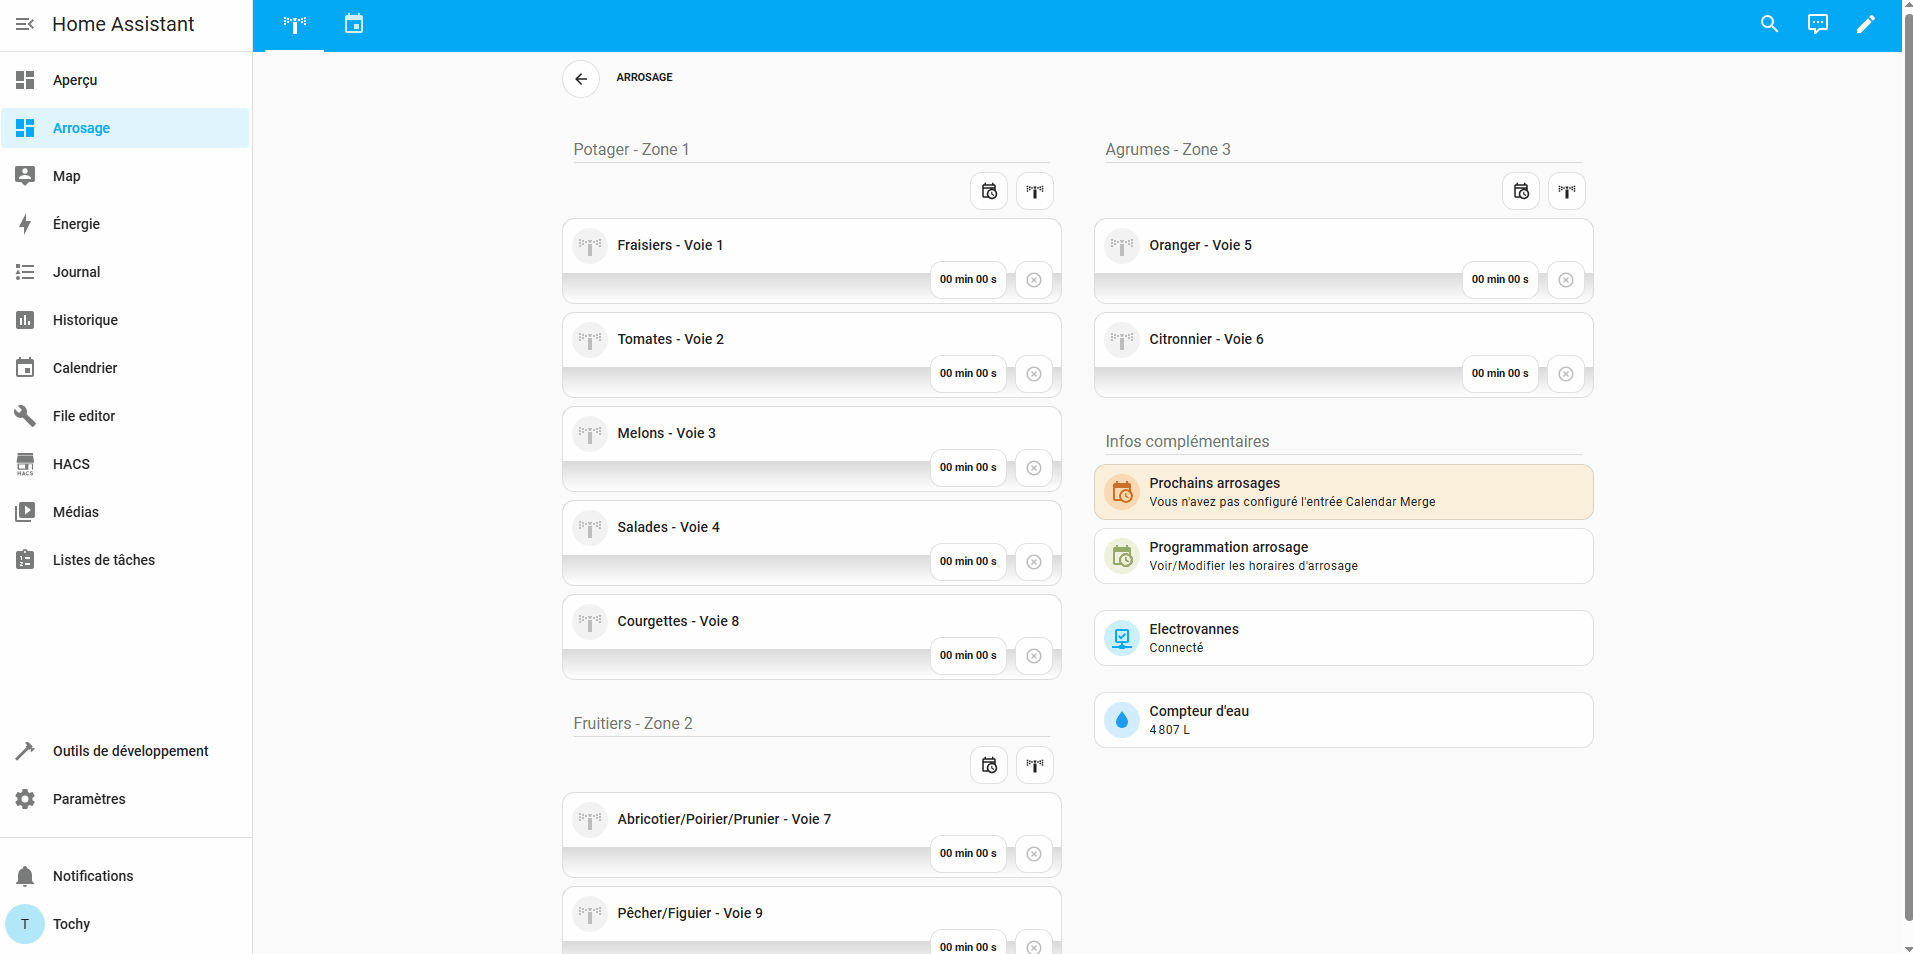 Home Assistant
Aperçu
Arrosage
Map
Énergie
Journal
Historique
Calendrier
File editor
HACS
HACS
Médias
Listes de tâches
Outils de développement
Paramètres
Notifications
T
Tochy
ARROSAGE
Potager - Zone 1
Fraisiers - Voie 1
00 min 00 s
Tomates - Voie 2
00 min 00 s
Melons - Voie 3
00 min 00 s
Salades - Voie 4
00 min 00 s
Courgettes - Voie 8
00 min 00 s
Fruitiers - Zone 2
Abricotier/Poirier/Prunier - Voie 7
00 min 00 s
Pêcher/Figuier - Voie 9
00 min 00 s
Agrumes - Zone 3
Oranger - Voie 5
00 min 00 s
Citronnier - Voie 6
00 min 00 s
Infos complémentaires
Prochains arrosages
Vous n'avez pas configuré l'entrée Calendar Merge
Programmation arrosage
Voir/Modifier les horaires d'arrosage
Electrovannes
Connecté
Compteur d'eau
4 807 L